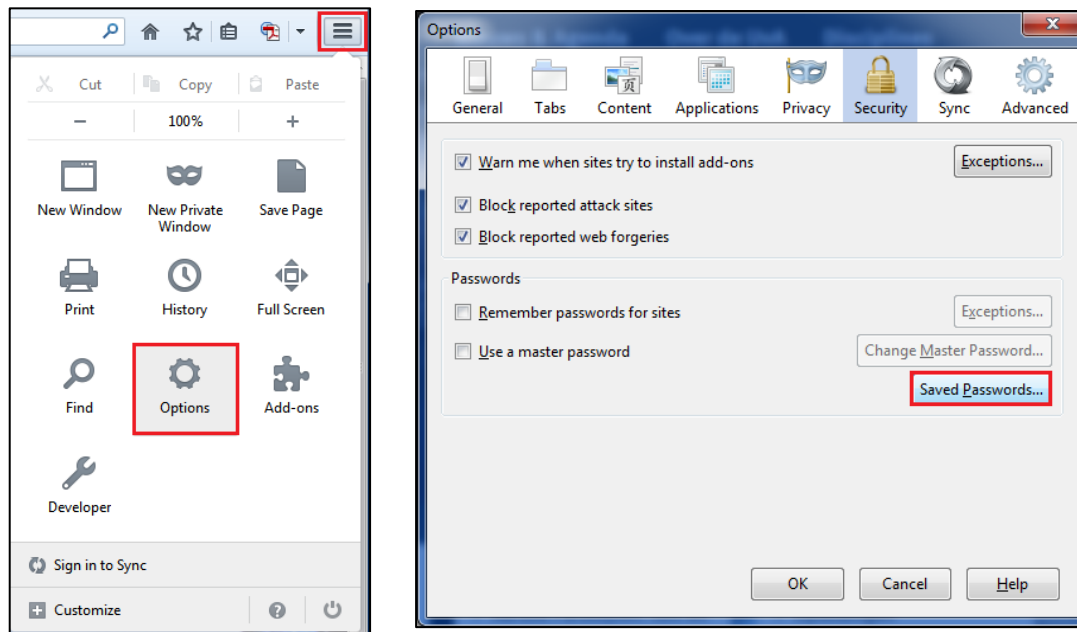 Cut Copy Paste
− 100% +
New Window New Private Save Page
Window
Print History Full Screen
Find Options Add-ons
Developer
Sign in to Sync
Customize
Options
General Tabs Content Applications Privacy Security Sync Advanced
Warn me when sites try to install add-ons Exceptions...
Block reported attack sites
Block reported web forgeries
Passwords
Remember passwords for sites Exceptions...
Use a master password Change Master Password...
Saved Passwords...
OK Cancel Help